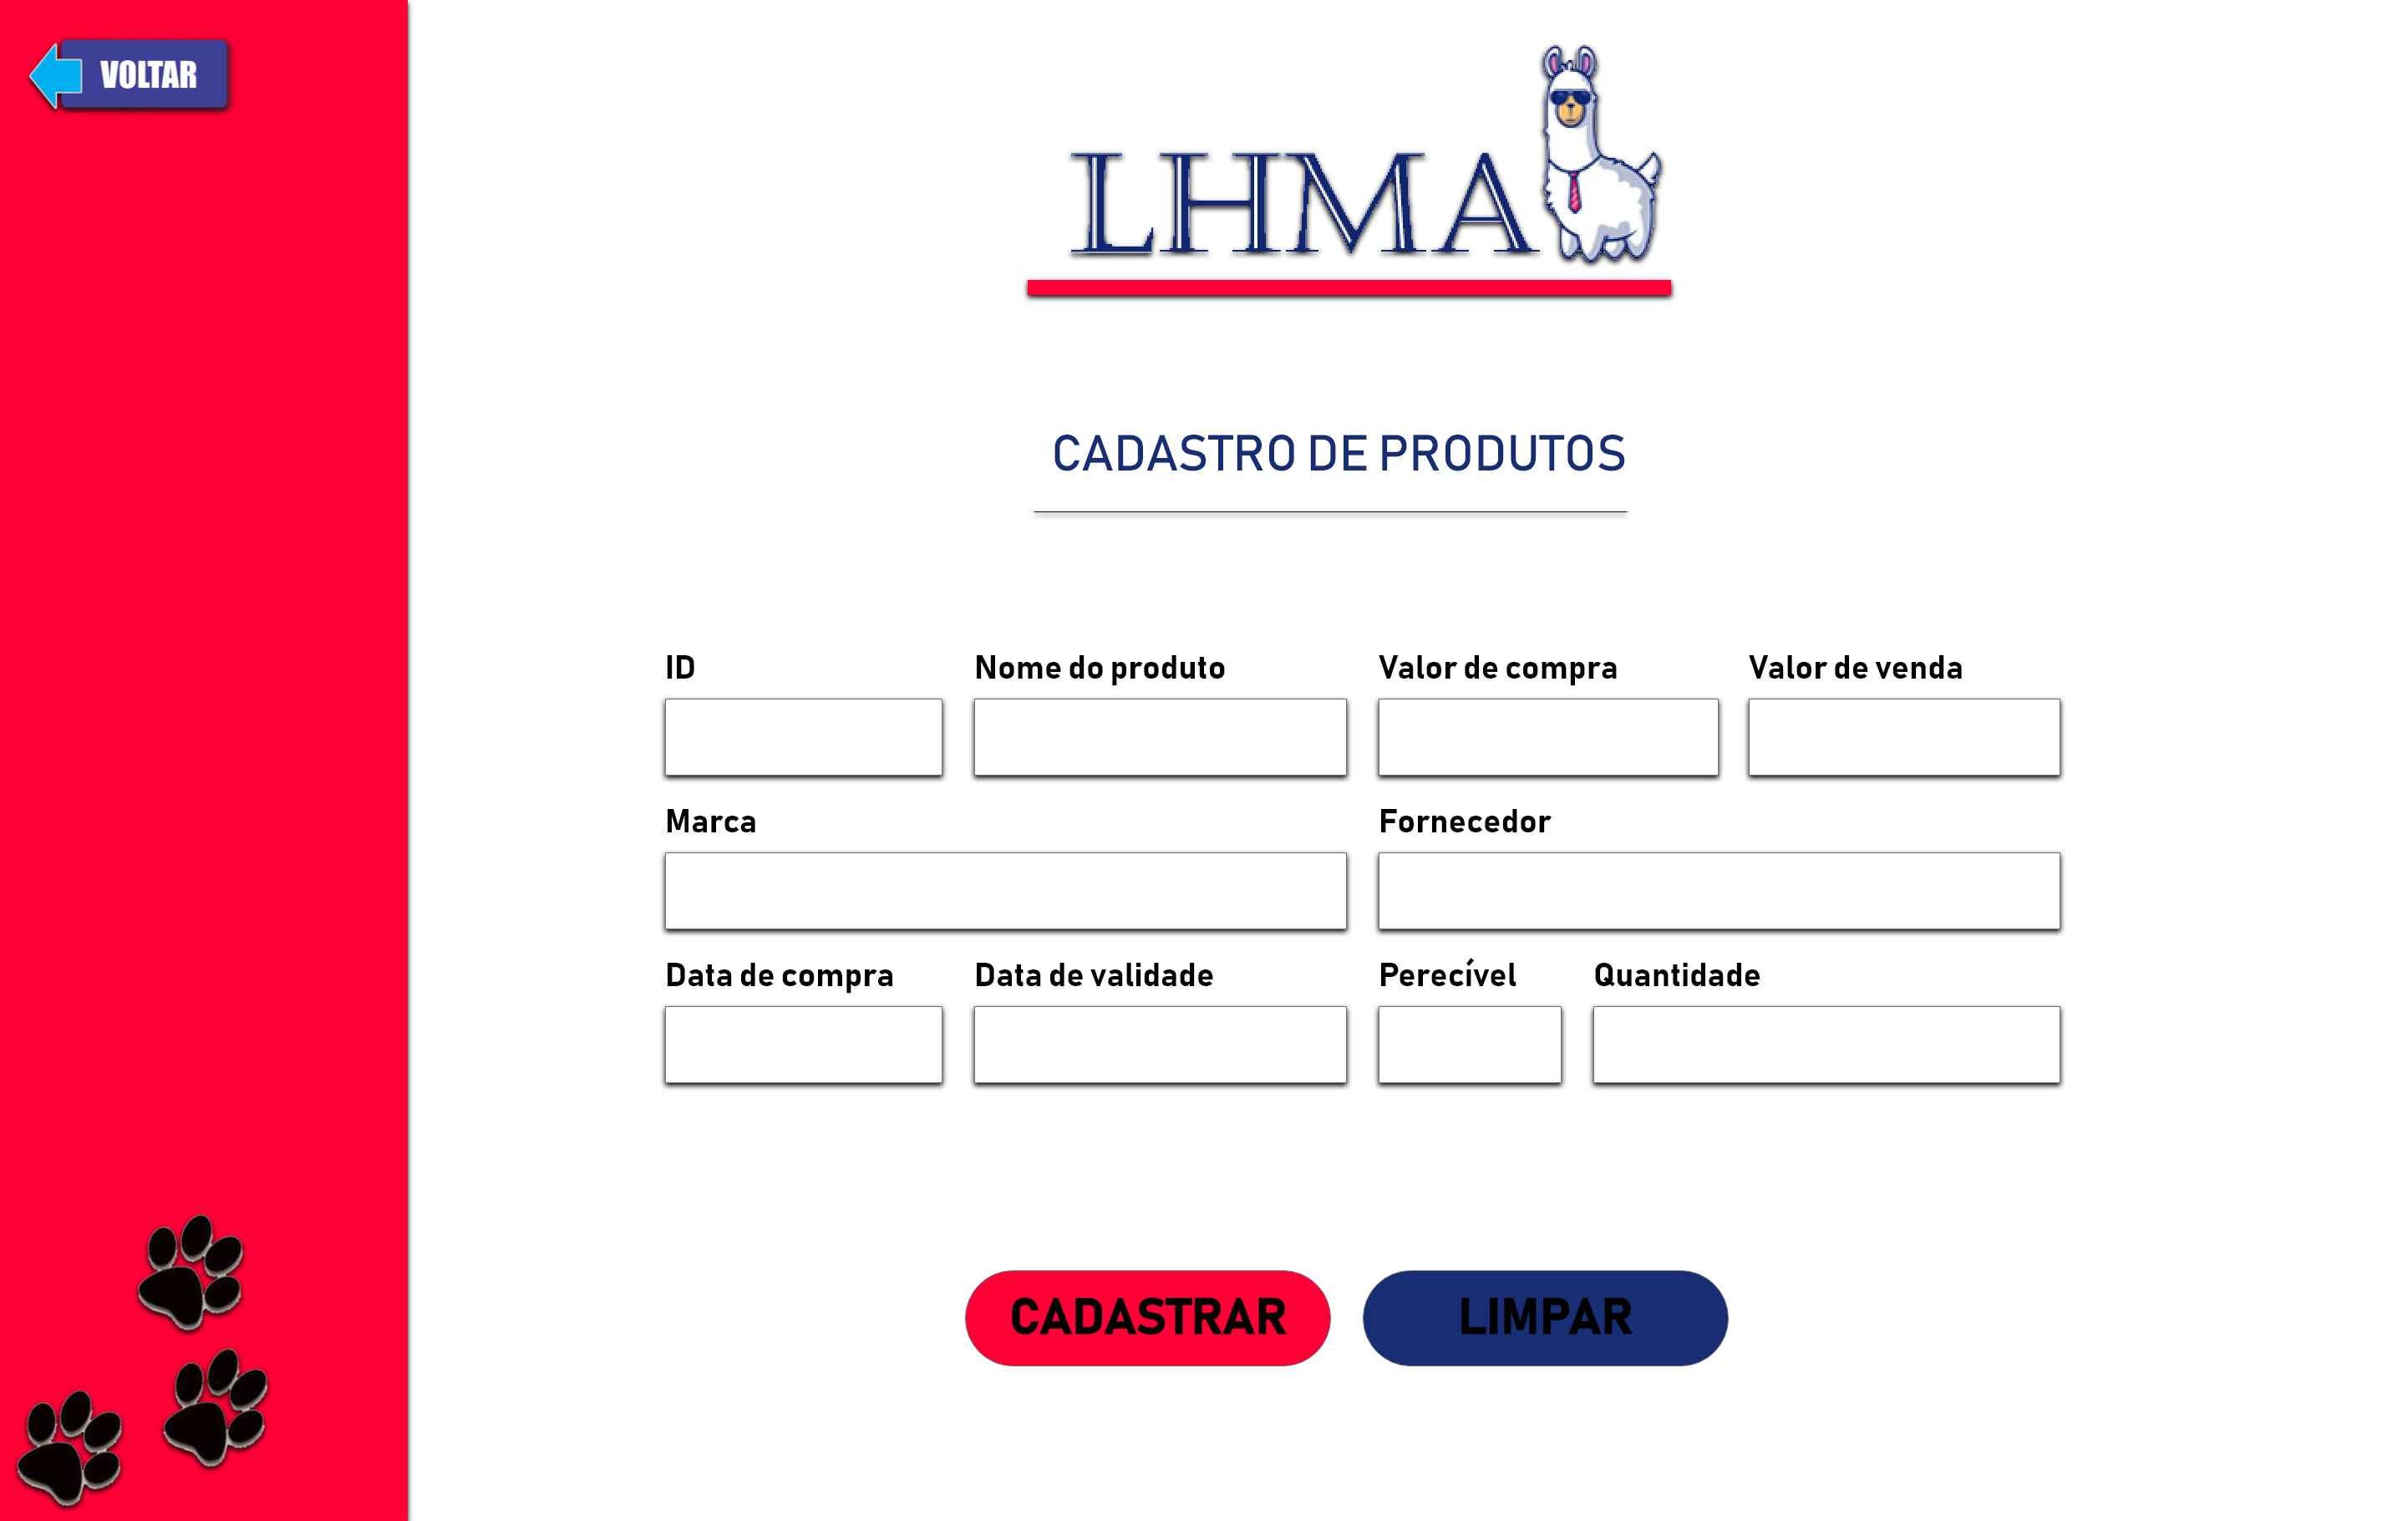 VOLTAR
LHMA
CADASTRO DE PRODUTOS
ID Nome do produto Valor de compra Valor de venda
Marca Fornecedor
Data de compra Data de validade Perecível Quantidade
CADASTRAR LIMPAR